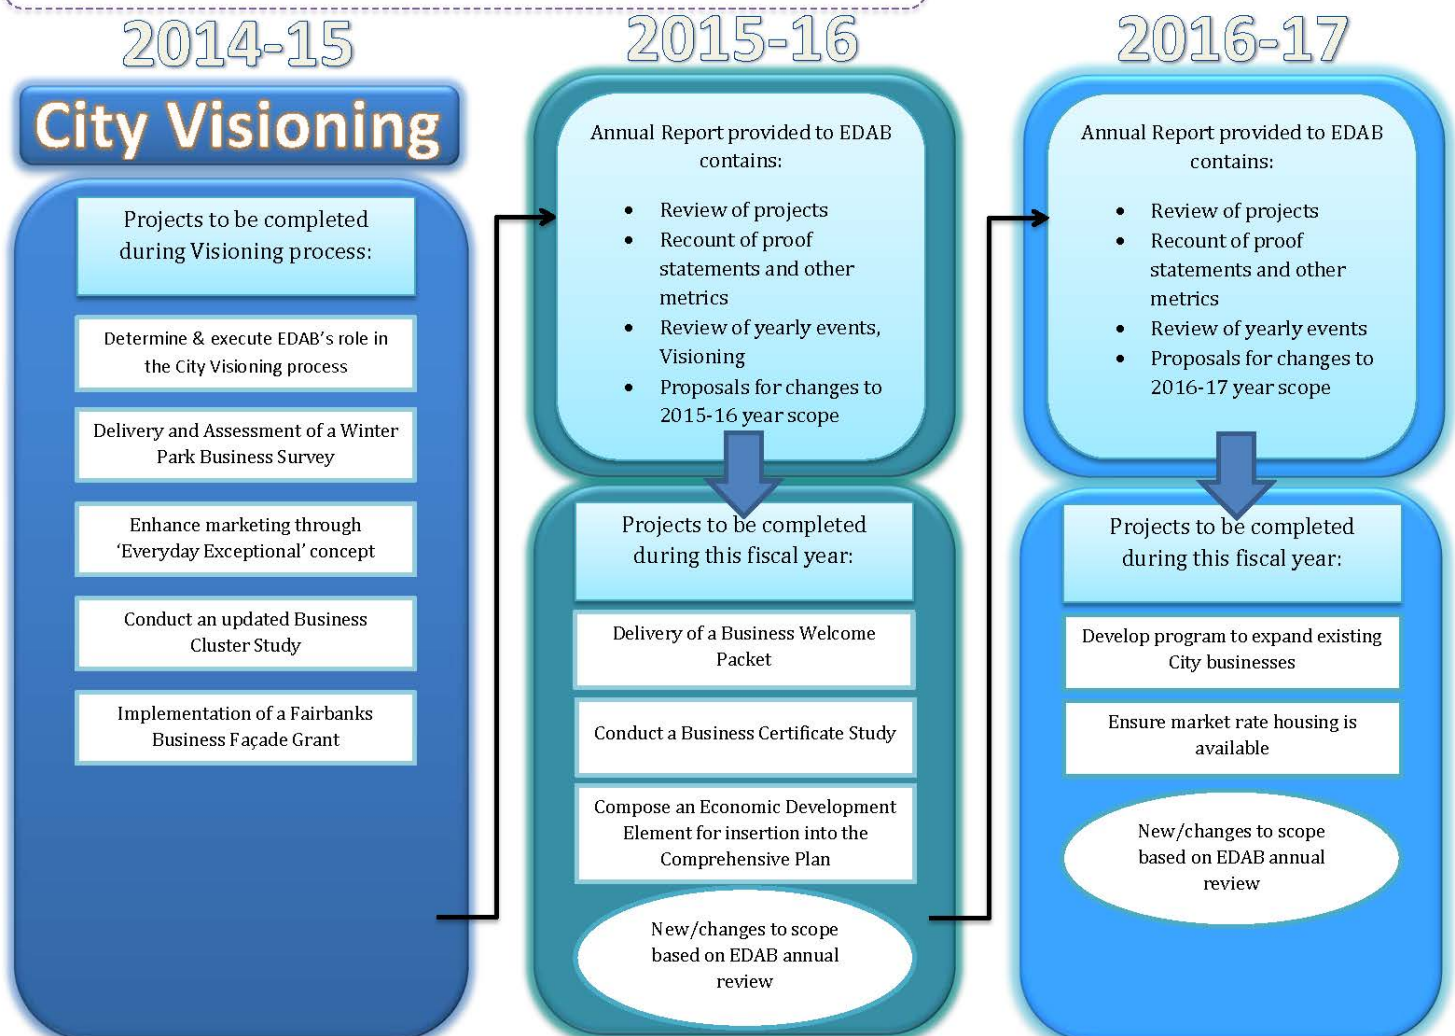 2014-15
City Visioning
Projects to be completed
during Visioning process:
Determine & execute EDAB's role in
the City Visioning process
Delivery and Assessment of a Winter
Park Business Survey
Enhance marketing through
‘Everyday Exceptional’ concept
Conduct an updated Business
Cluster Study
Implementation of a Fairbanks
Business Façade Grant
2015-16
Annual Report provided to EDAB
contains:
• Review of projects
• Recount of proof
statements and other
metrics
• Review of yearly events,
Visioning
• Proposals for changes to
2015-16 year scope
Projects to be completed
during this fiscal year:
Delivery of a Business Welcome
Packet
Conduct a Business Certificate Study
Compose an Economic Development
Element for insertion into the
Comprehensive Plan
New/changes to scope
based on EDAB annual
review
2016-17
Annual Report provided to EDAB
contains:
• Review of projects
• Recount of proof
statements and other
metrics
• Review of yearly events
• Proposals for changes to
2016-17 year scope
Projects to be completed
during this fiscal year:
Develop program to expand existing
City businesses
Ensure market rate housing is
available
New/changes to scope
based on EDAB annual
review